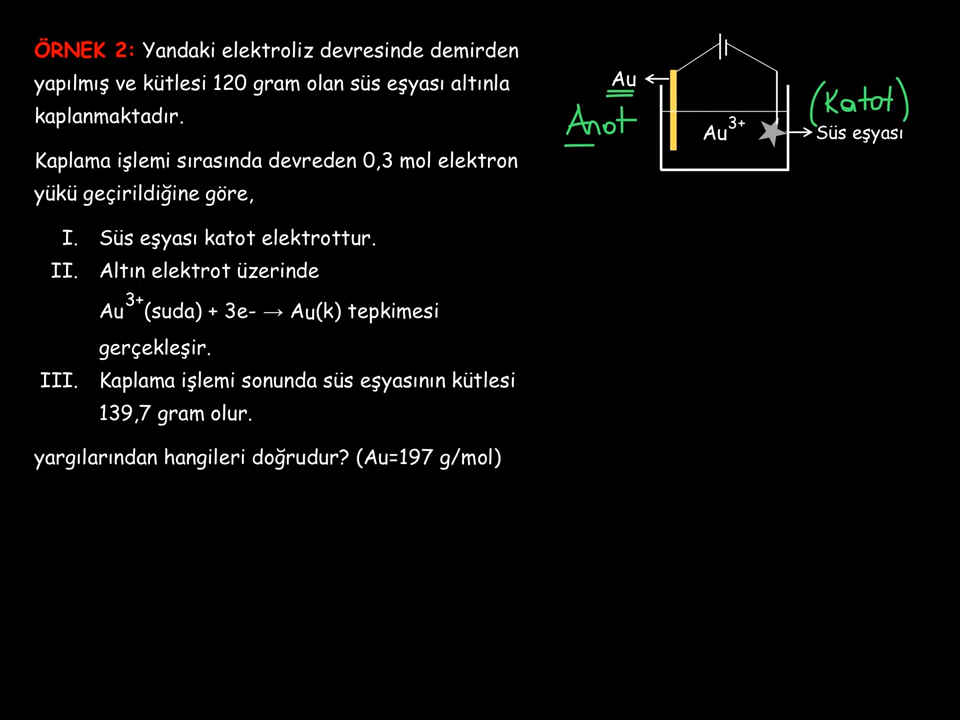 ÖRNEK 2: Yandaki elektroliz devresinde demirden
yapılmış ve kütlesi 120 gram olan süs eşyası altınla
kaplanmaktadır.
Kaplama işlemi sırasında devreden 0,3 mol elektron
yükü geçirildiğine göre,
I. Süs eşyası katot elektrottur.
II. Altın elektrot üzerinde
Au3+(suda) + 3e- → Au(k) tepkimesi
gerçekleşir.
III. Kaplama işlemi sonunda süs eşyasının kütlesi
139,7 gram olur.
yargılarından hangileri doğrudur? (Au=197 g/mol)
Au
Anot
Au3+
(Katot)
Süs eşyası